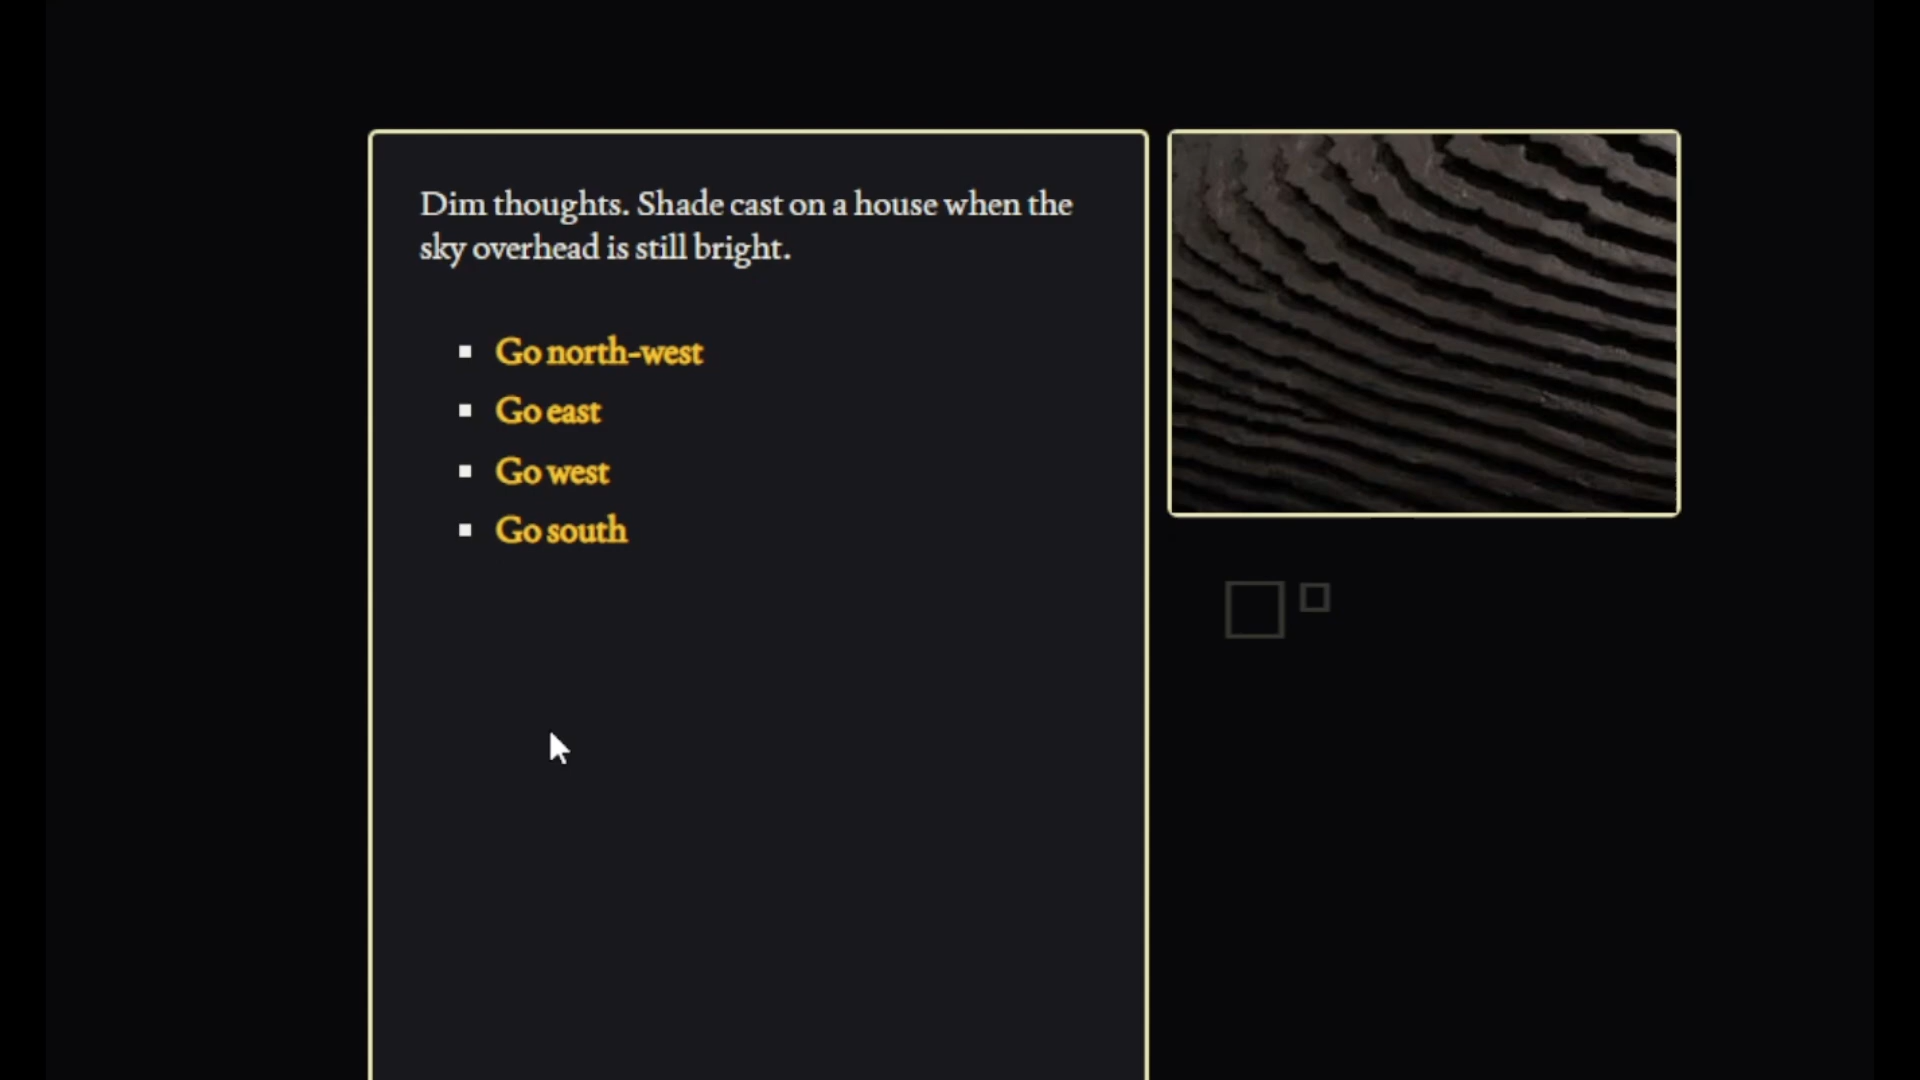 Dim thoughts. Shade cast on a house when the
sky overhead is still bright.
Go north-west
Go east
Go west
Go south